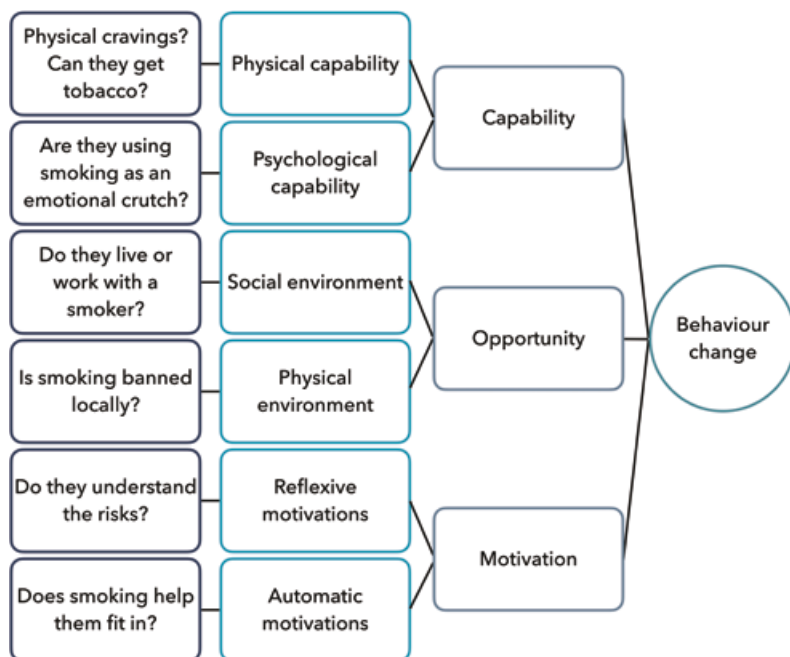 Physical cravings?
Can they get
tobacco?
Physical capability
Capability
Are they using
smoking as an
emotional crutch?
Psychological
capability
Do they live or
work with a
smoker?
Social environment
Opportunity
Behaviour
change
Is smoking banned
locally?
Physical
environment
Do they understand
the risks?
Reflexive
motivations
Motivation
Does smoking help
them fit in?
Automatic
motivations